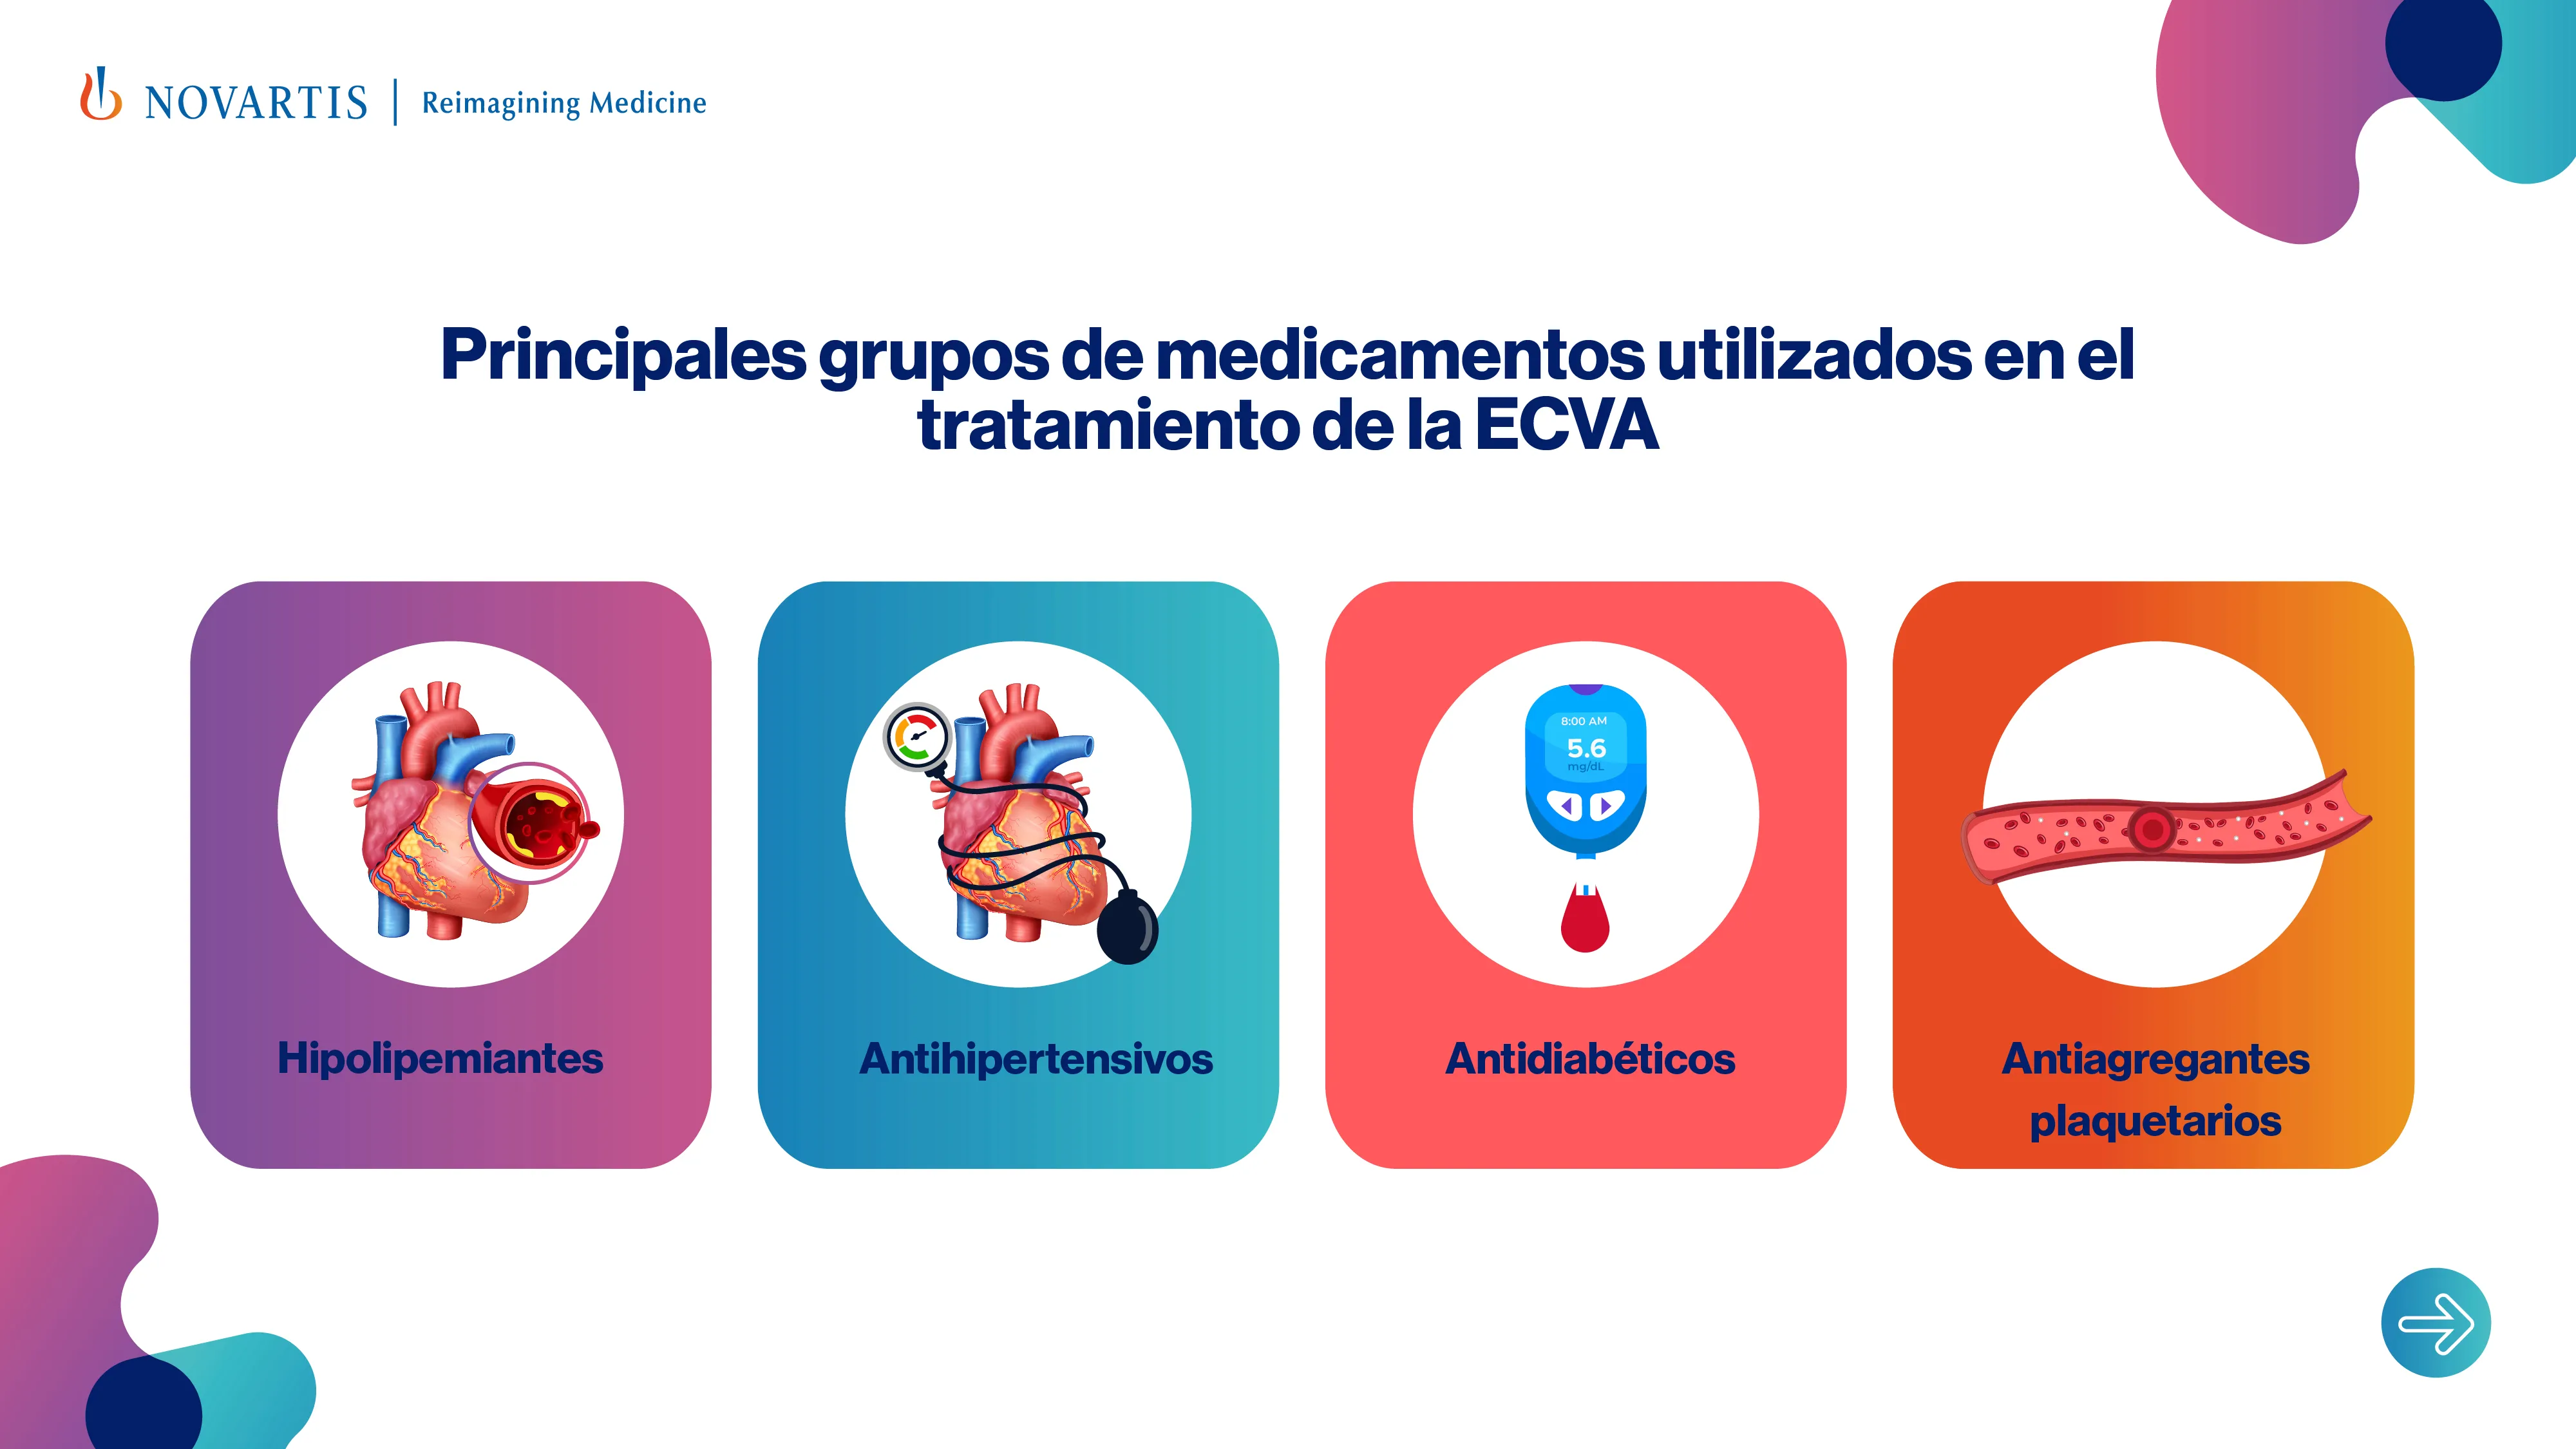 NOVARTIS | Reimagining Medicine
Principales grupos de medicamentos utilizados en el
tratamiento de la ECVA
8:00 AM
5.6
mg/dL
Hipolipemiantes
Antihipertensivos
Antidiabéticos
Antiagregantes
plaquetarios